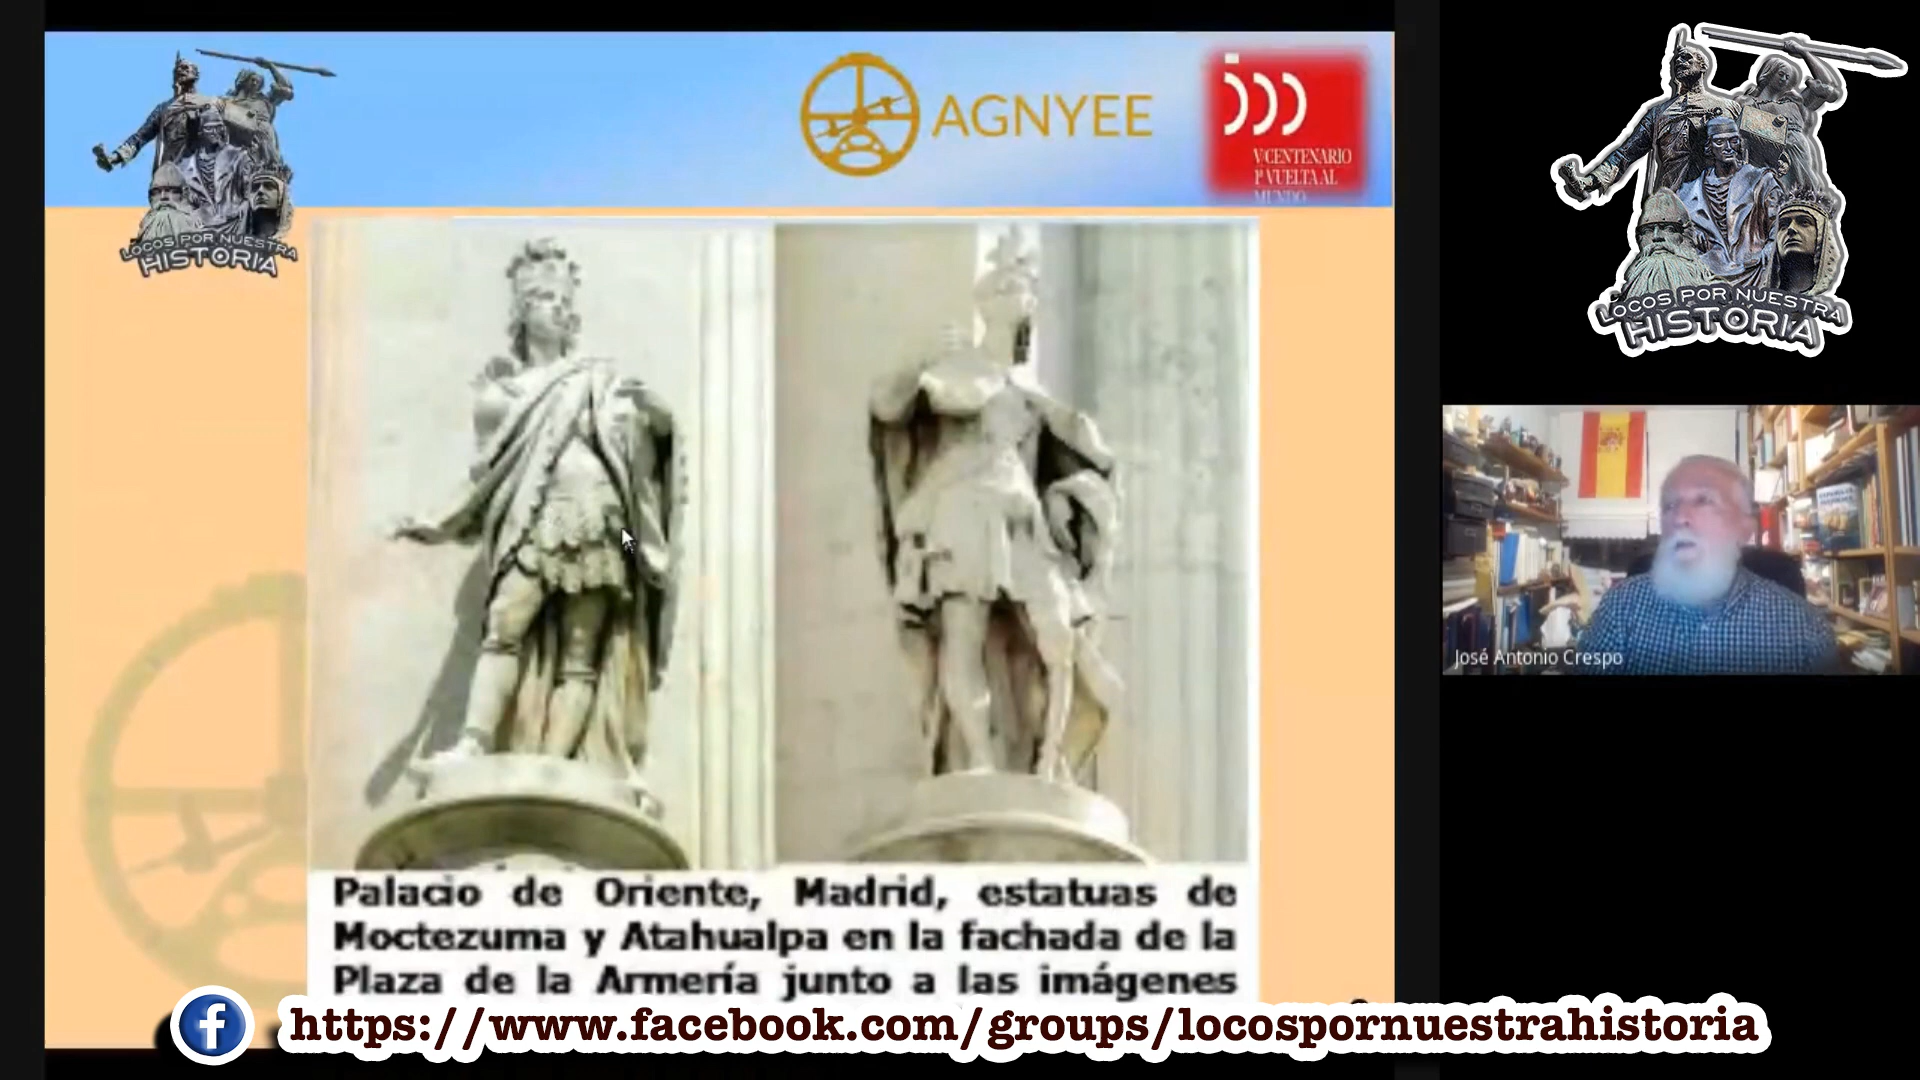 LOCOS POR NUESTRA
HISTORIA
AGNYEE
V CENTENARIO
1ª VUELTA AL
MUNDO
Palacio de Oriente, Madrid, estatuas de
Moctezuma y Atahualpa en la fachada de la
Plaza de la Armería junto a las imágenes
https://www.facebook.com/groups/locospornuestrahistoria
LOCOS POR NUESTRA
HISTORIA
José Antonio Crespo